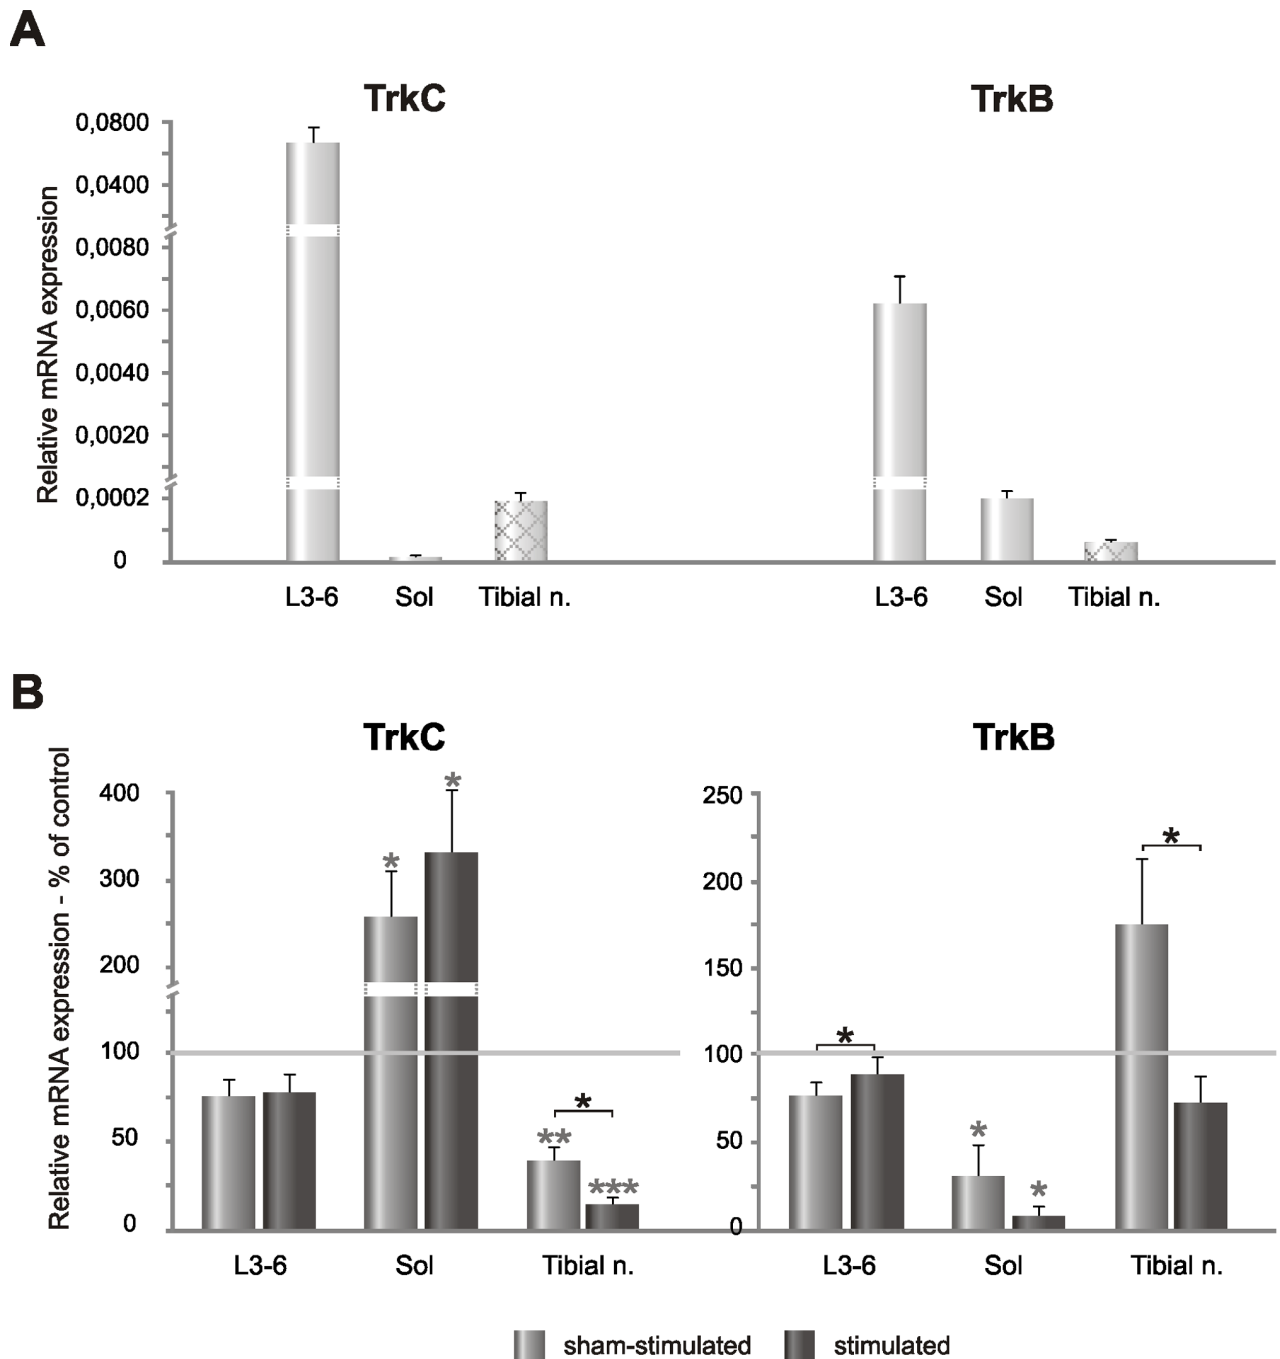 A
TrkC
TrkB
Relative mRNA expression
0,0800
0,0400
0,0080
0,0060
0,0040
0,0020
0,0002
0
L3-6 Sol Tibial n.
L3-6 Sol Tibial n.
B
TrkC
TrkB
Relative mRNA expression - % of control
400
300
200
100
50
0
* *
** *** *
L3-6 Sol Tibial n.
250
200
150
100
50
0
*
* *
*
L3-6 Sol Tibial n.
sham-stimulated
stimulated